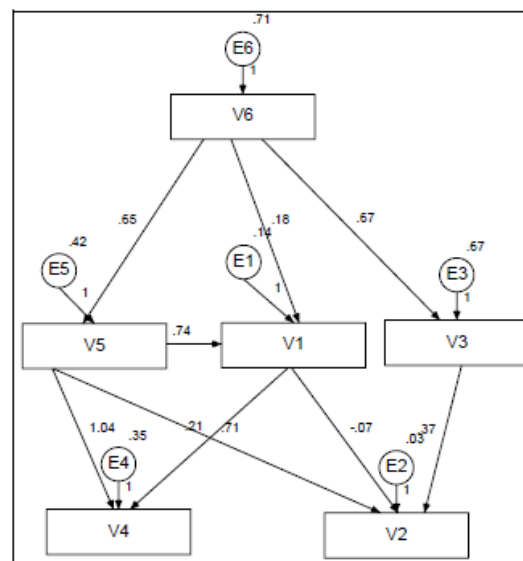 .71
E6
1
V6
.65
.18
.67
.42
E5
1
.14
E1
1
.67
E3
1
V5
.74
V1
V3
1.04
.35
E4
1
.21
.71
-.07
.03
.37
E2
1
V4
V2